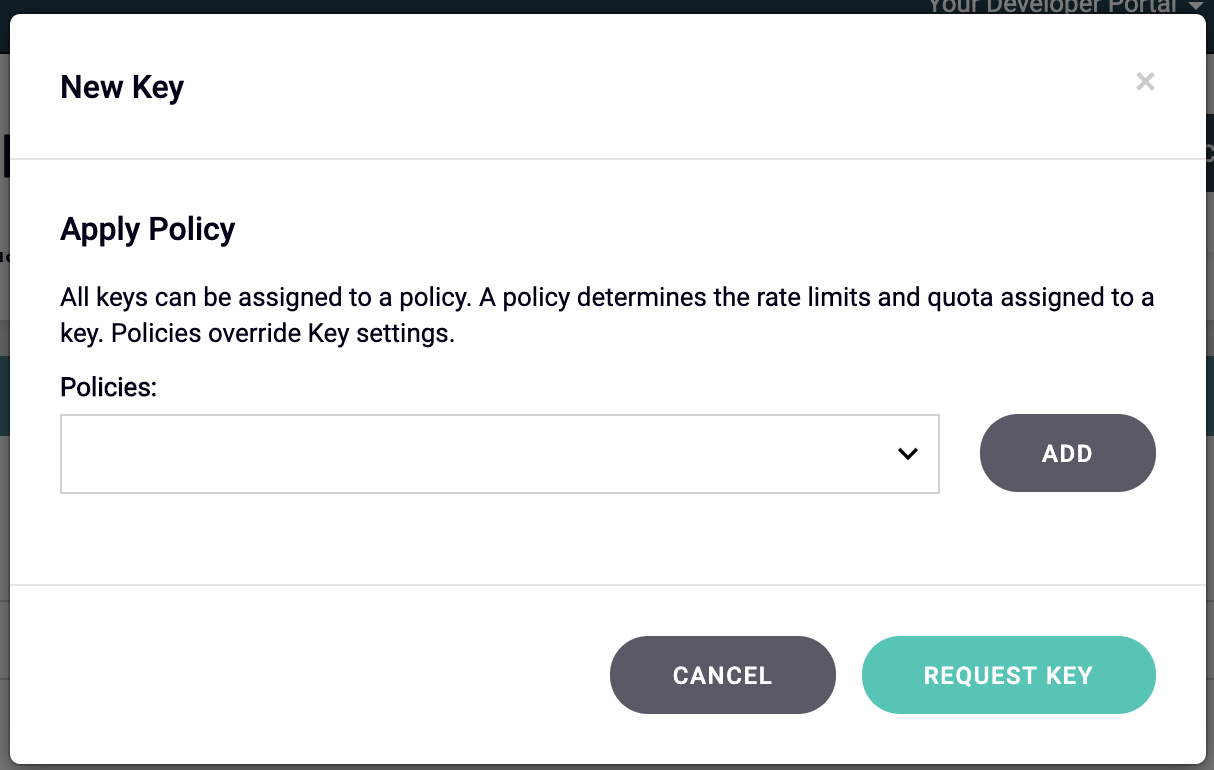 Your Developer Portal
New Key
×
Apply Policy
All keys can be assigned to a policy. A policy determines the rate limits and quota assigned to a
key. Policies override Key settings.
Policies:
ADD
CANCEL
REQUEST KEY